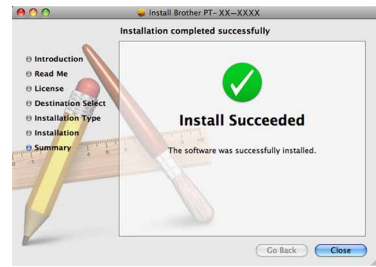 Install Brother PT- XX—XXXX
Installation completed successfully
Introduction
Read Me
License
Destination Select
Installation Type
Installation
Summary
Install Succeeded
The software was successfully installed.
Go Back
Close